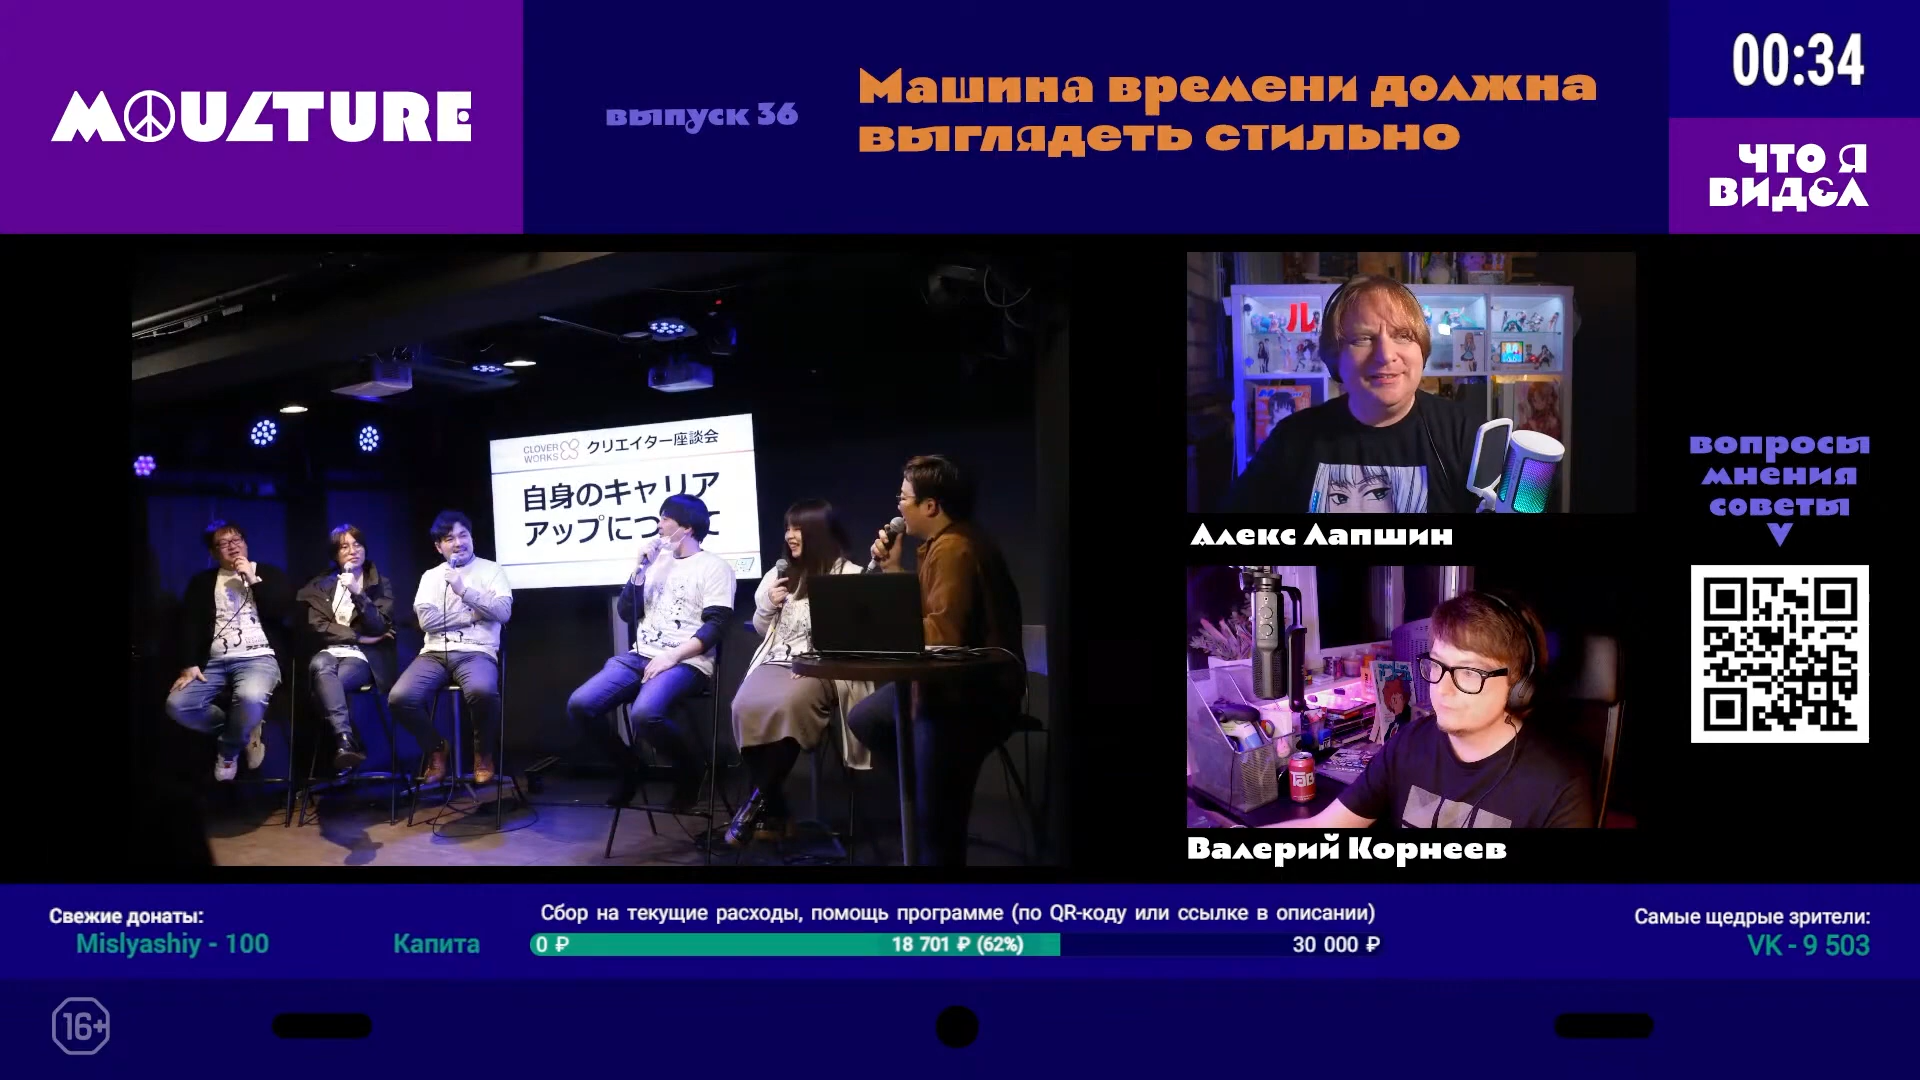 MOULTURE
выпуск 36
Машина времени должна
выглядеть стильно
00:34
ЧТО Я
ВИДЕЛ
CLOVER
WORKS
クリエイター座談会
自身のキャリア
アップにつ
ル
Алекс Лапшин
вопросы
мнения
советы
TaB
Валерий Корнеев
Свежие донаты:
Mislyashiy - 100
Капита
Сбор на текущие расходы, помощь программе (по QR-коду или ссылке в описании)
0 ₽
18 701 ₽ (62%)
30 000 ₽
Самые щедрые зрители:
VK - 9 503
16+